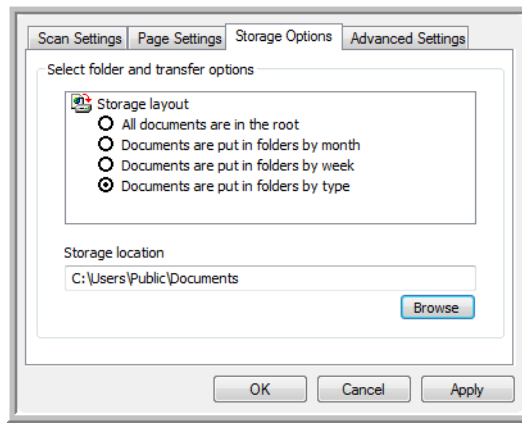 Scan Settings Page Settings Storage Options Advanced Settings
Select folder and transfer options
Storage layout
All documents are in the root
Documents are put in folders by month
Documents are put in folders by week
Documents are put in folders by type
Storage location
C:\Users\Public\Documents
Browse
OK Cancel Apply